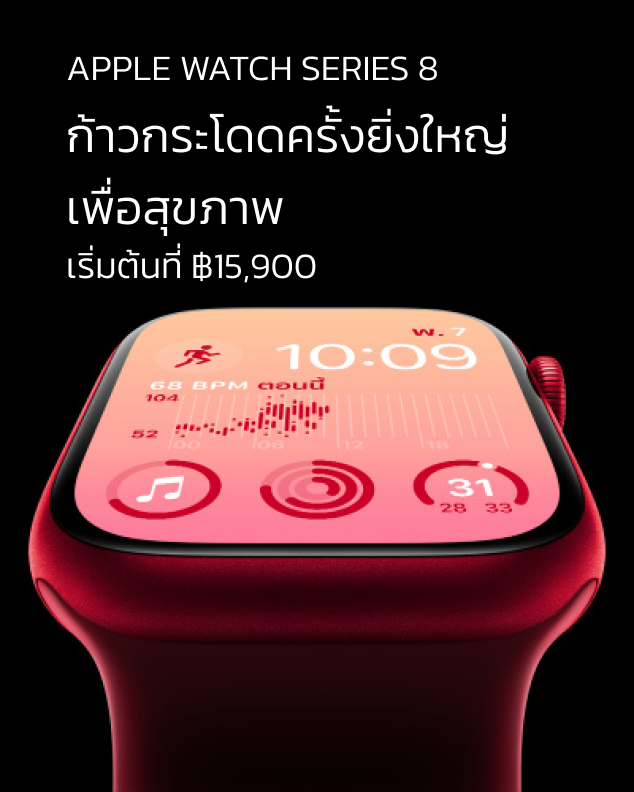 APPLE WATCH SERIES 8
ก้าวกระโดดครั้งยิ่งใหญ่
เพื่อสุขภาพ
เริ่มต้นที่ ฿15,900
พ. 7
10:09
68 BPM ตอนนี้
104
52
00 06 12 18
31
28 33